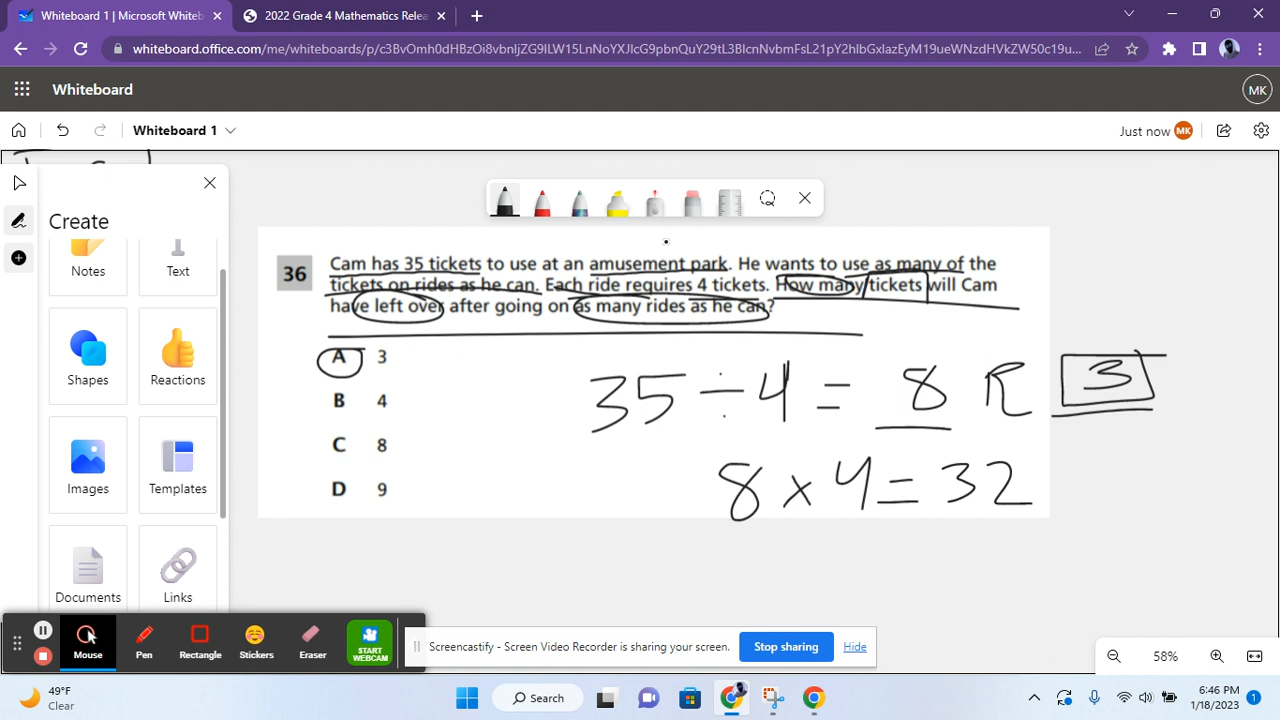 Whiteboard 1 | Microsoft Whiteb
2022 Grade 4 Mathematics Relea
whiteboard.office.com/me/whiteboards/p/
Whiteboard
MK
Whiteboard 1
Just now MK
Create
Notes Text
Shapes Reactions
Images Templates
Documents Links
36 Cam has 35 tickets to use at an amusement park. He wants to use as many of the
tickets on rides as he can. Each ride requires 4 tickets. How many tickets will Cam
have left over after going on as many rides as he can?
A 3
B 4
C 8
D 9
35 ÷ 4 = 8 R 3
8 × 4 = 32
Mouse Pen Rectangle Stickers Eraser START WEBCAM
Screencastify - Screen Video Recorder is sharing your screen. Stop sharing Hide
58%
49°F
Clear
Search
6:46 PM
1/18/2023
1